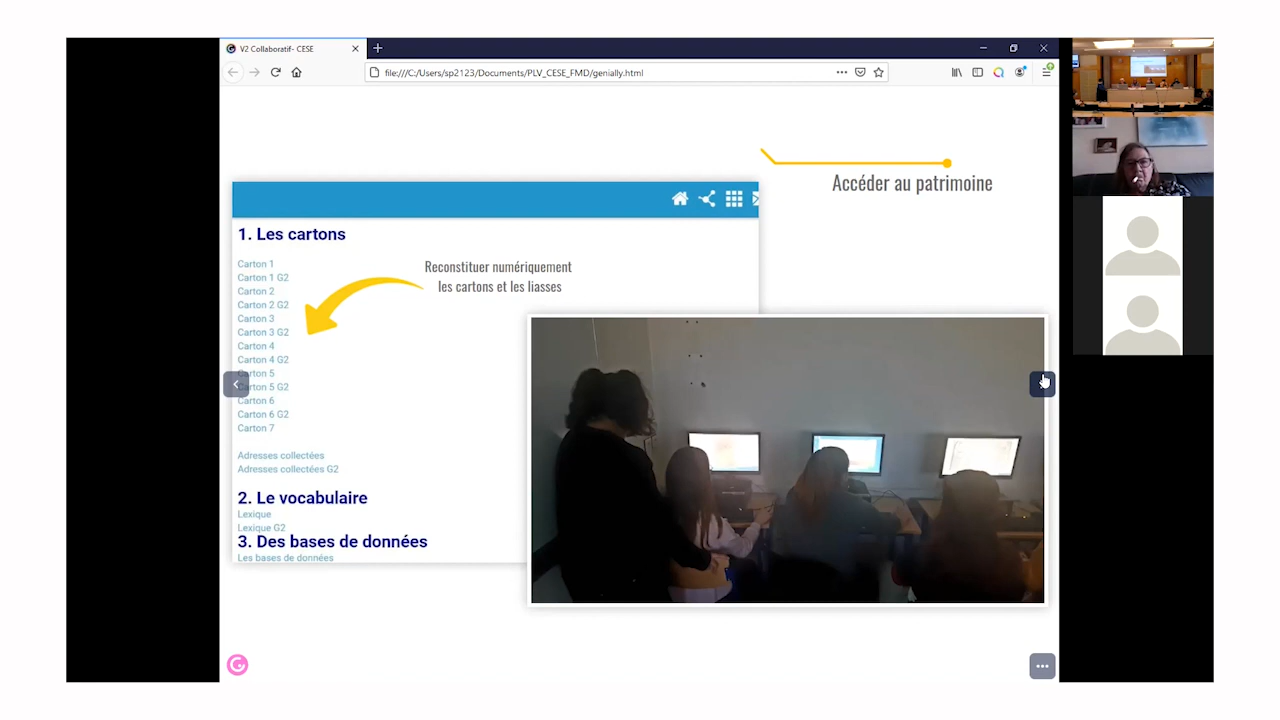 V2 Collaboratif- CESE
file:///C:/Users/sp2123/Documents/PLV_CESE_FMD/genially.html
Accéder au patrimoine
1. Les cartons
Carton 1
Carton 1 G2
Carton 2
Carton 2 G2
Carton 3
Carton 3 G2
Carton 4
Carton 4 G2
Carton 5
Carton 5 G2
Carton 6
Carton 6 G2
Carton 7
Reconstituer numériquement
les cartons et les liasses
Adresses collectées
Adresses collectées G2
2. Le vocabulaire
Lexique
Lexique G2
3. Des bases de données
Les bases de données